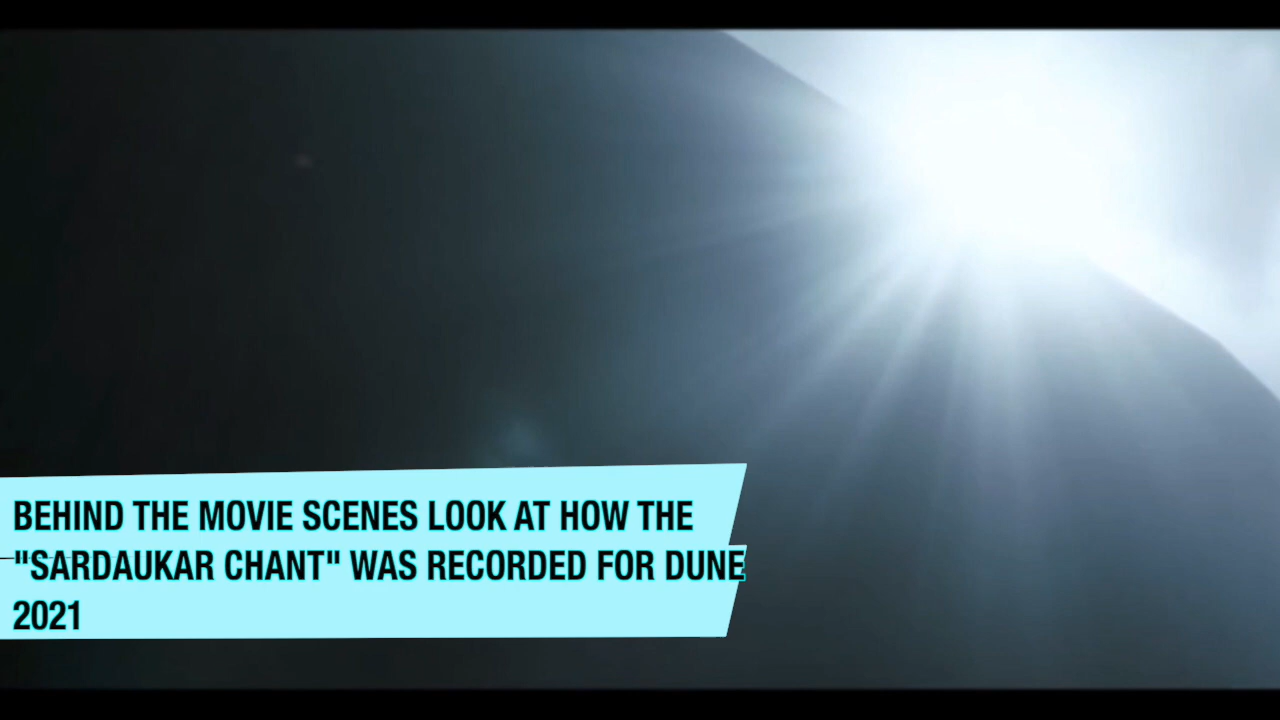 BEHIND THE MOVIE SCENES LOOK AT HOW THE
"SARDAUKAR CHANT" WAS RECORDED FOR DUNE
2021